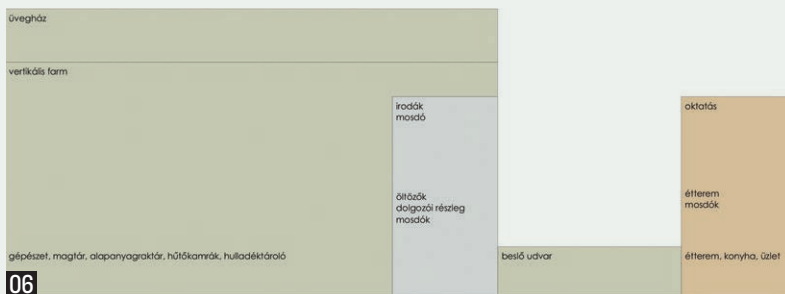 üvegház
vertikális farm
irodák
mosdó
oktatás
öltözők
dolgozói részleg
mosdók
étterem
mosdók
gépészet, magtár, alapanyagraktár, hűtőkamrák, hulladéktároló
beslő udvar
étterem, konyha, üzlet
06